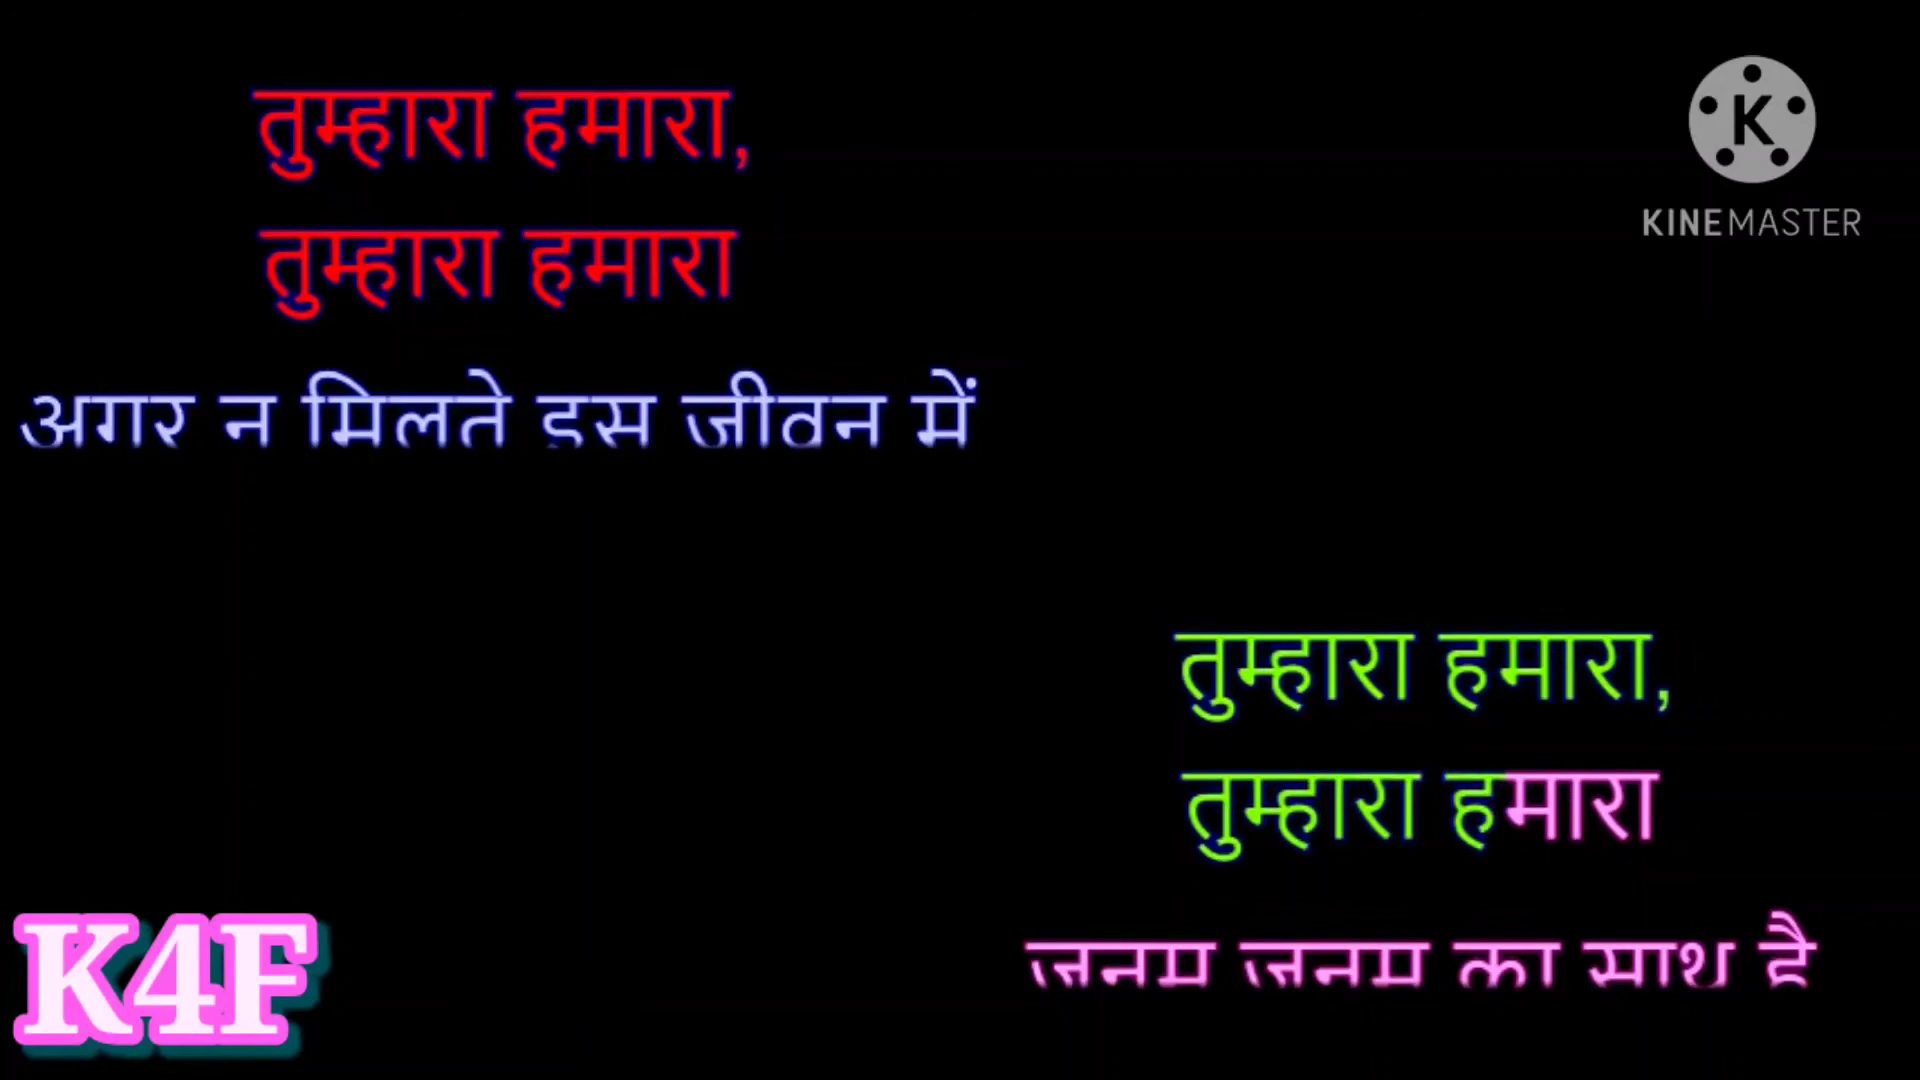 तुम्हारा हमारा,
तुम्हारा हमारा
अगर न मिलते इस जीवन में
K
KINEMASTER
तुम्हारा हमारा,
तुम्हारा हमारा
जनम जनम का साथ है
K4F